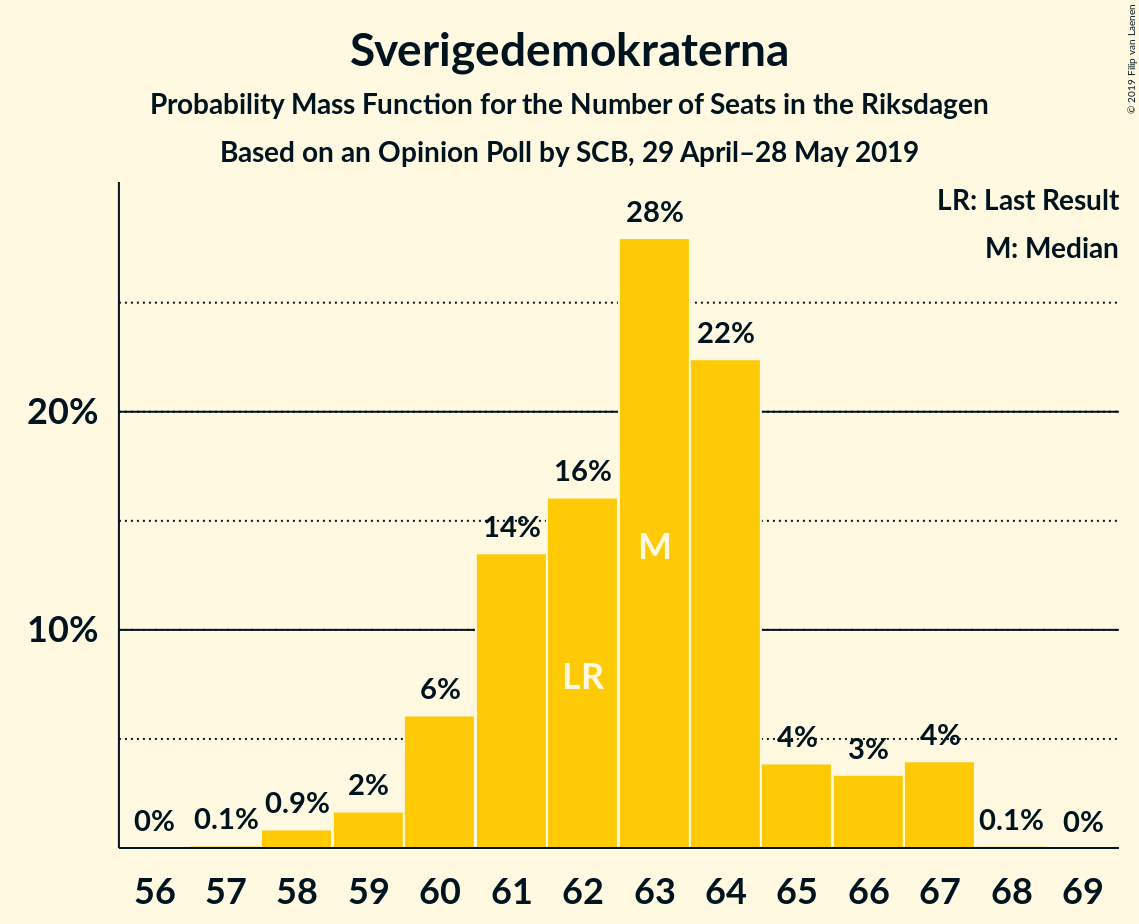 Sverigedemokraterna
Probability Mass Function for the Number of Seats in the Riksdagen
Based on an Opinion Poll by SCB, 29 April–28 May 2019
© 2019 Filip van Laenen
LR: Last Result
M: Median
20%
10%
0%
0.1%
0.9%
2%
6%
14%
16%
28%
22%
4%
3%
4%
0.1%
0%
M
LR
56 57 58 59 60 61 62 63 64 65 66 67 68 69